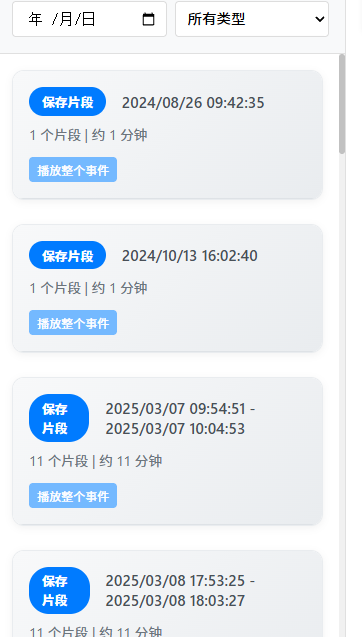 年 /月/日 所有类型
保存片段 2024/08/26 09:42:35
1 个片段 | 约 1 分钟
播放整个事件
保存片段 2024/10/13 16:02:40
1 个片段 | 约 1 分钟
播放整个事件
保存
片段
2025/03/07 09:54:51 -
2025/03/07 10:04:53
11 个片段 | 约 11 分钟
播放整个事件
保存
片段
2025/03/08 17:53:25 -
2025/03/08 18:03:27
11 个片段 | 约 11 分钟